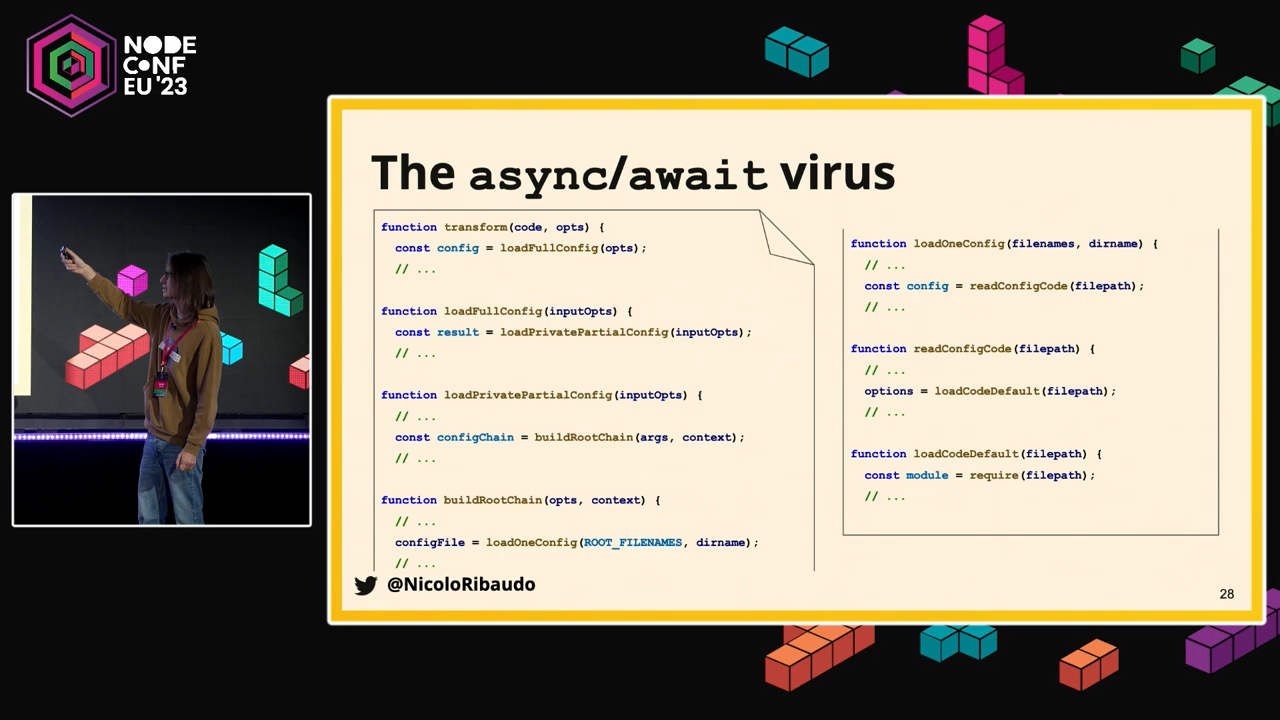 NODE
CONF
EU '23
The async/await virus
function transform(code, opts) {
  const config = loadFullConfig(opts);
  // ...
function loadFullConfig(inputOpts) {
  const result = loadPrivatePartialConfig(inputOpts);
  // ...
function loadPrivatePartialConfig(inputOpts) {
  // ...
  const configChain = buildRootChain(args, context);
  // ...
function buildRootChain(opts, context) {
  // ...
  configFile = loadOneConfig(ROOT_FILENAMES, dirname);
  // ...
function loadOneConfig(filenames, dirname) {
  // ...
  const config = readConfigCode(filepath);
  // ...
function readConfigCode(filepath) {
  // ...
  options = loadCodeDefault(filepath);
  // ...
function loadCodeDefault(filepath) {
  const module = require(filepath);
  // ...
@NicoloRibaudo
28